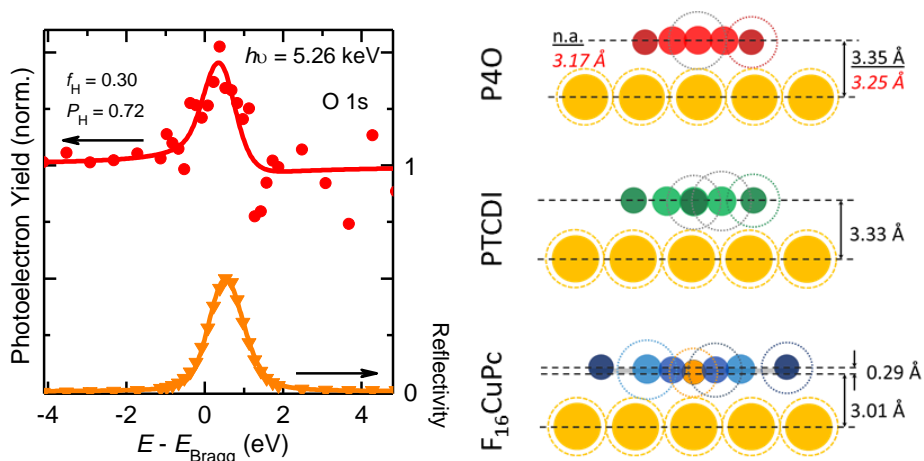 Photoelectron Yield (norm.)
hυ = 5.26 keV
f_H = 0.30
P_H = 0.72
O 1s
1
0
Reflectivity
-4 -2 0 2 4
E - E_Bragg (eV)
P4O
n.a.
3.17 Å
3.35 Å
3.25 Å
PTCDI
3.33 Å
F₁₆CuPc
0.29 Å
3.01 Å